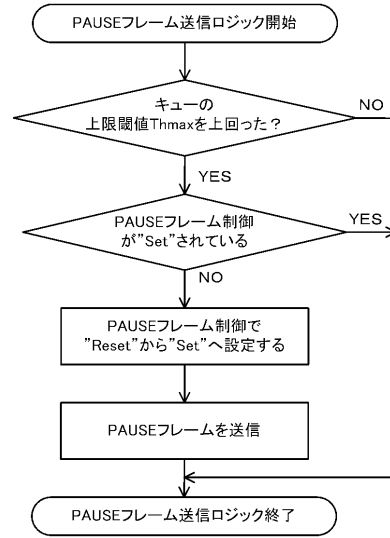 PAUSEフレーム送信ロジック開始
キューの
上限閾値Thmaxを上回った？
NO
YES
PAUSEフレーム制御
が”Set”されている
YES
NO
PAUSEフレーム制御で
”Reset”から”Set”へ設定する
PAUSEフレームを送信
PAUSEフレーム送信ロジック終了